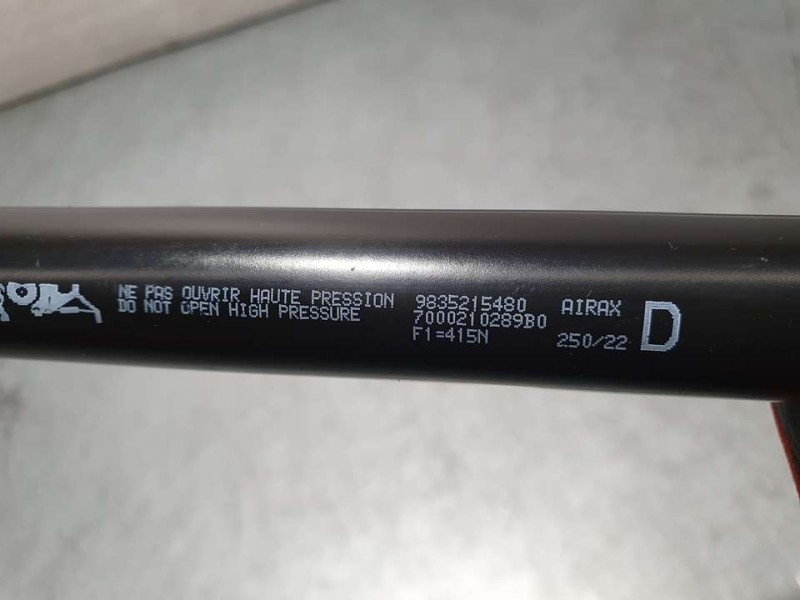 NE PAS OUVRIR HAUTE PRESSION 9835215480 AIRAX D
DO NOT OPEN HIGH PRESSURE 7000210289B0
F1=415N 250/22